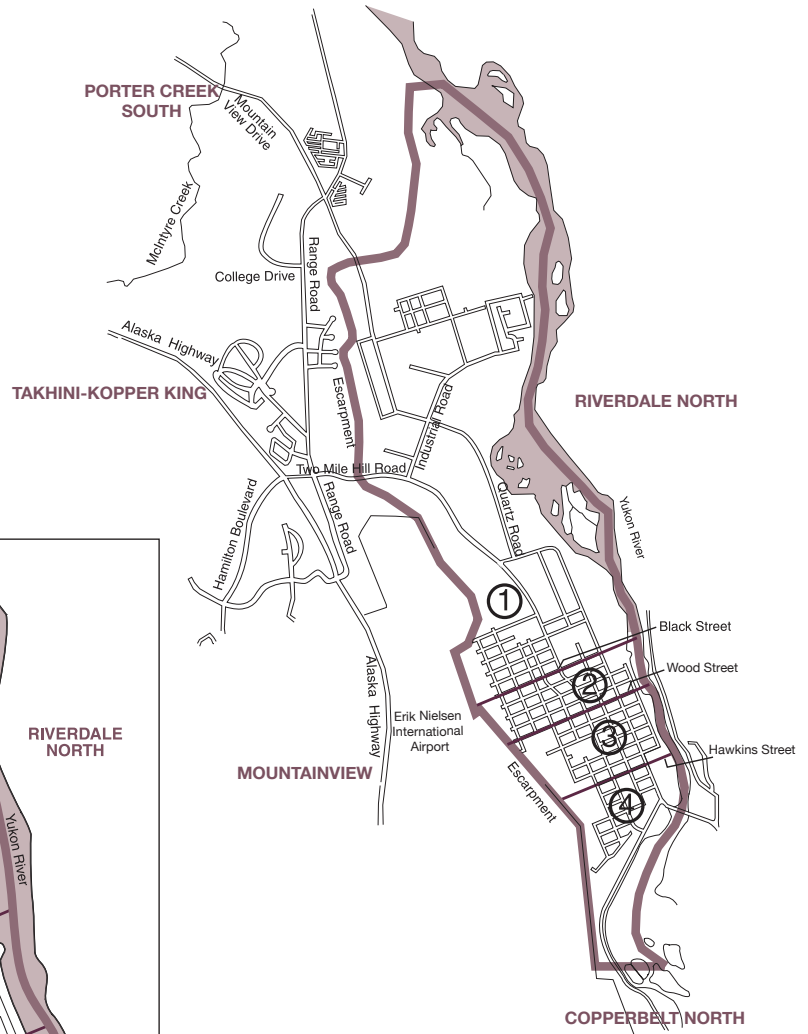 PORTER CREEK
SOUTH
Mountain
View Drive
McIntyre Creek
College Drive
Range Road
Alaska Highway
TAKHINI-KOPPER KING
Escarpment
Industrial Road
RIVERDALE NORTH
Two Mile Hill Road
Hamilton Boulevard
Range Road
Quartz Road
Yukon River
1
Black Street
2
Wood Street
Alaska Highway
Erik Nielsen
International
Airport
3
Hawkins Street
MOUNTAINVIEW
Escarpment
4
RIVERDALE
NORTH
Yukon River
COPPERBELT NORTH